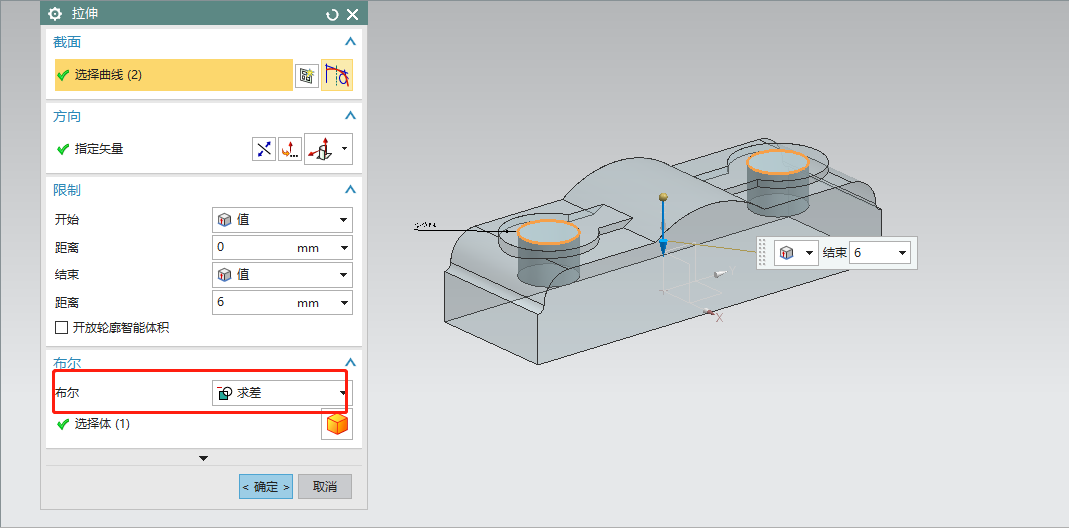 拉伸
截面
选择曲线 (2)
方向
指定矢量
限制
开始 值
距离 0 mm
结束 值
距离 6 mm
开放轮廓智能体积
布尔
布尔 求差
选择体 (1)
< 确定 > 取消
结束 6
X